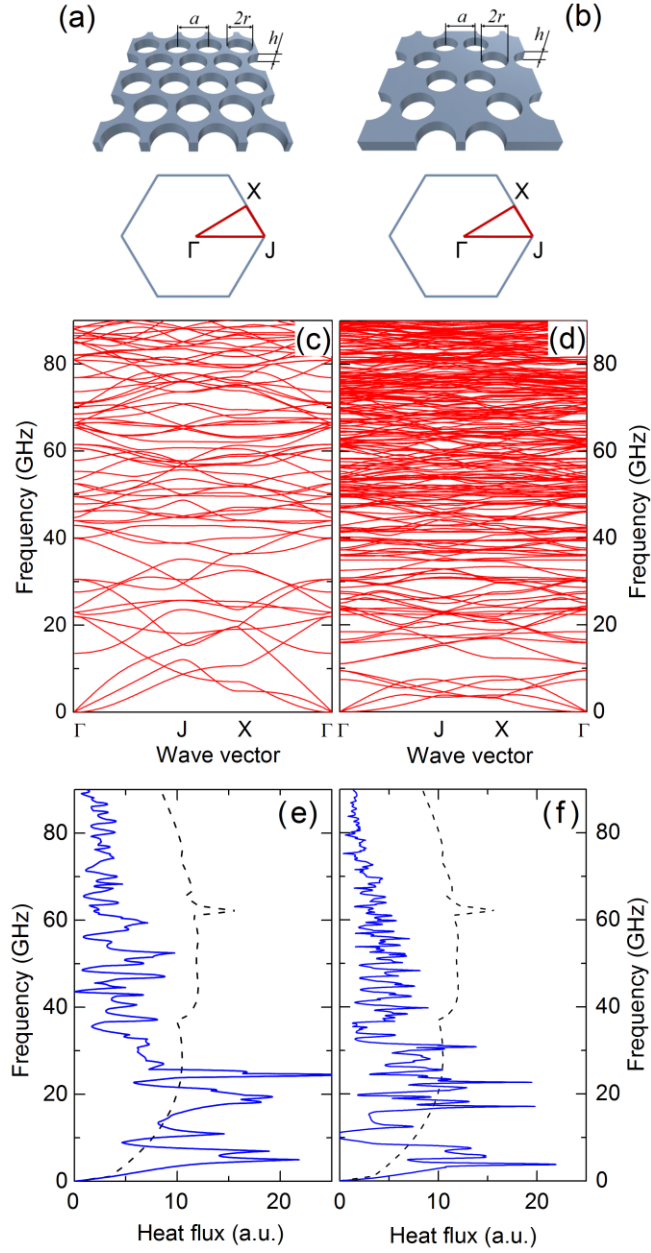 (a) a 2r h
(b) a 2r h
X
Γ J
X
Γ J
(c)
80
60
40
20
0
Frequency (GHz)
Γ J X Γ
Wave vector
(d)
80
60
40
20
0
Frequency (GHz)
Γ J X Γ
Wave vector
(e)
80
60
40
20
0
Frequency (GHz)
0 10 20
Heat flux (a.u.)
(f)
80
60
40
20
0
Frequency (GHz)
0 10 20
Heat flux (a.u.)